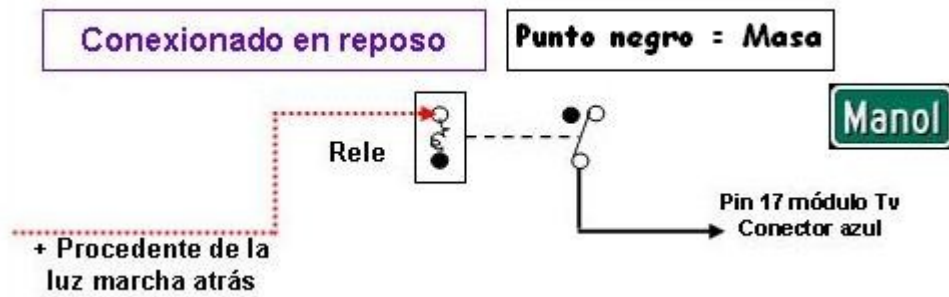 Conexionado en reposo
Punto negro = Masa
Manol
Rele
+ Procedente de la
luz marcha atrás
Pin 17 módulo Tv
Conector azul